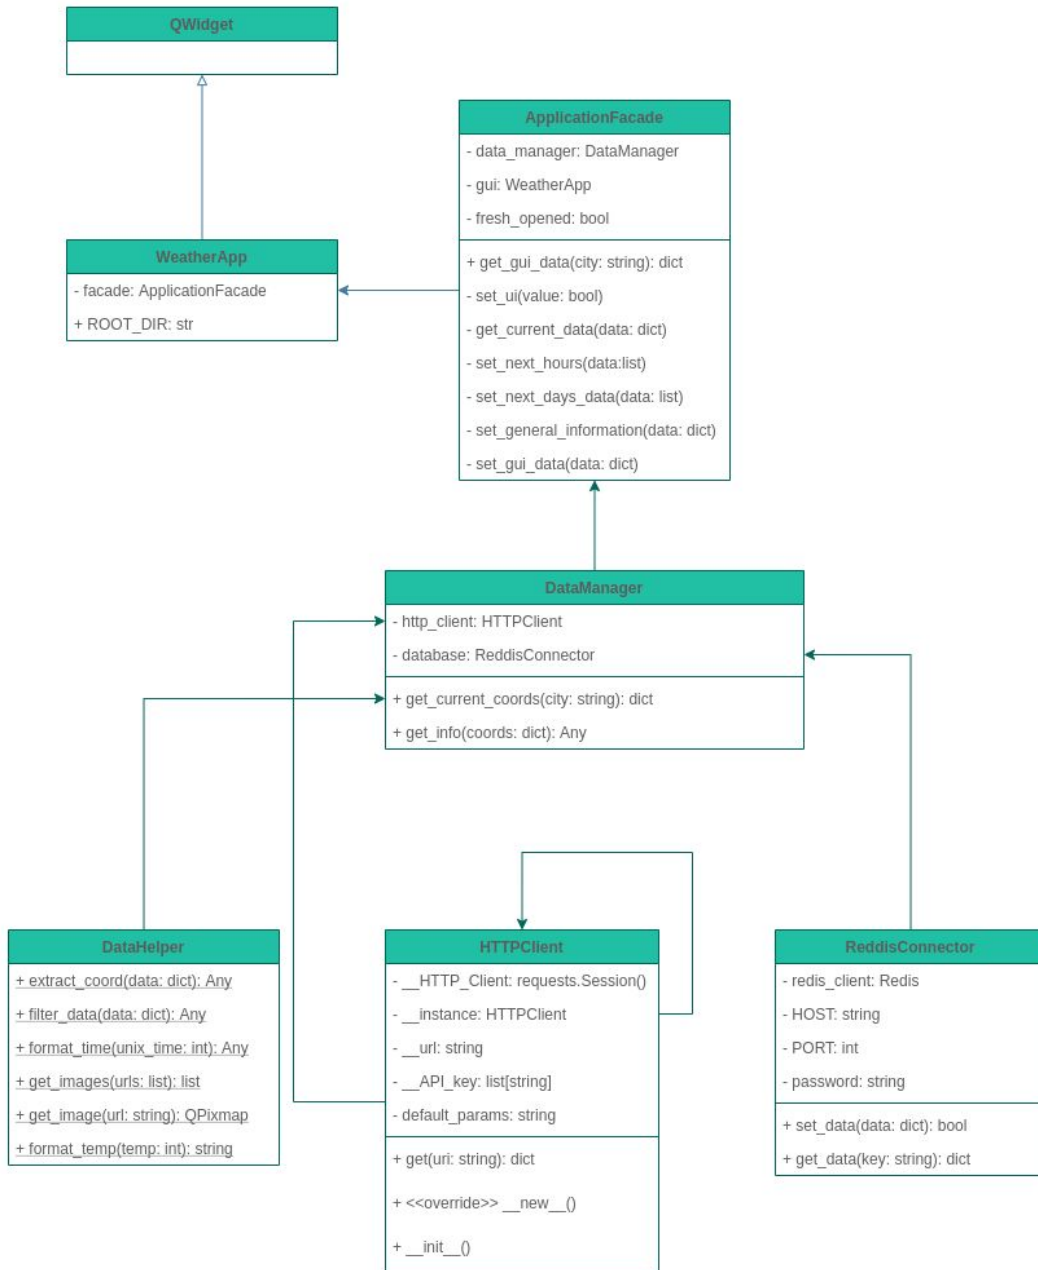 QWidget
ApplicationFacade
- data_manager: DataManager
- gui: WeatherApp
- fresh_opened: bool
+ get_gui_data(city: string): dict
- set_ui(value: bool)
- get_current_data(data: dict)
- set_next_hours(data:list)
- set_next_days_data(data: list)
- set_general_information(data: dict)
- set_gui_data(data: dict)
WeatherApp
- facade: ApplicationFacade
+ ROOT_DIR: str
DataManager
- http_client: HTTPClient
- database: ReddisConnector
+ get_current_coords(city: string): dict
+ get_info(coords: dict): Any
DataHelper
+ extract_coord(data: dict): Any
+ filter_data(data: dict): Any
+ format_time(unix_time: int): Any
+ get_images(urls: list): list
+ get_image(url: string): QPixmap
+ format_temp(temp: int): string
HTTPClient
- __HTTP_Client: requests.Session()
- __instance: HTTPClient
- __url: string
- __API_key: list[string]
- default_params: string
+ get(uri: string): dict
+ <<override>> __new__()
+ __init__()
ReddisConnector
- redis_client: Redis
- HOST: string
- PORT: int
- password: string
+ set_data(data: dict): bool
+ get_data(key: string): dict